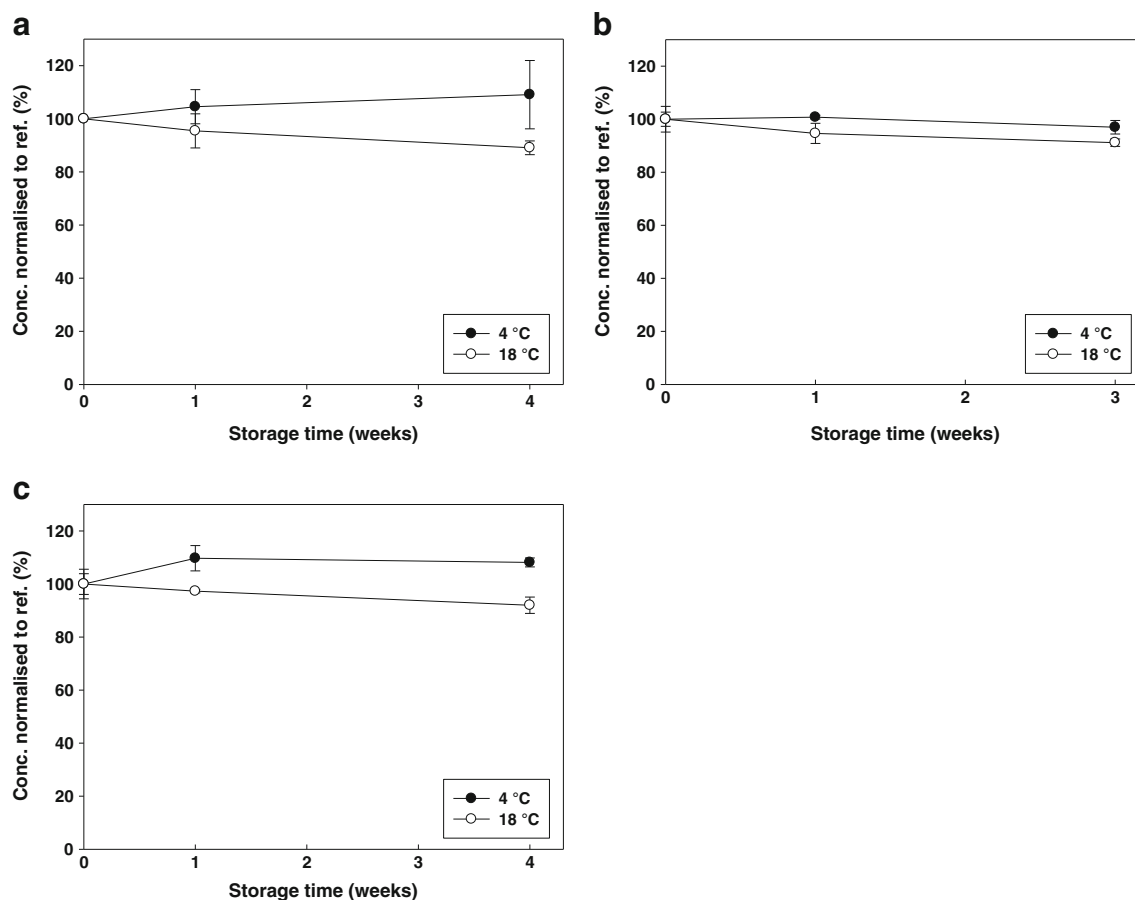 a
Conc. normalised to ref. (%)
120
100
80
60
40
20
0
0 1 2 3 4
Storage time (weeks)
4 °C
18 °C
b
Conc. normalised to ref. (%)
120
100
80
60
40
20
0
0 1 2 3
Storage time (weeks)
4 °C
18 °C
c
Conc. normalised to ref. (%)
120
100
80
60
40
20
0
0 1 2 3 4
Storage time (weeks)
4 °C
18 °C